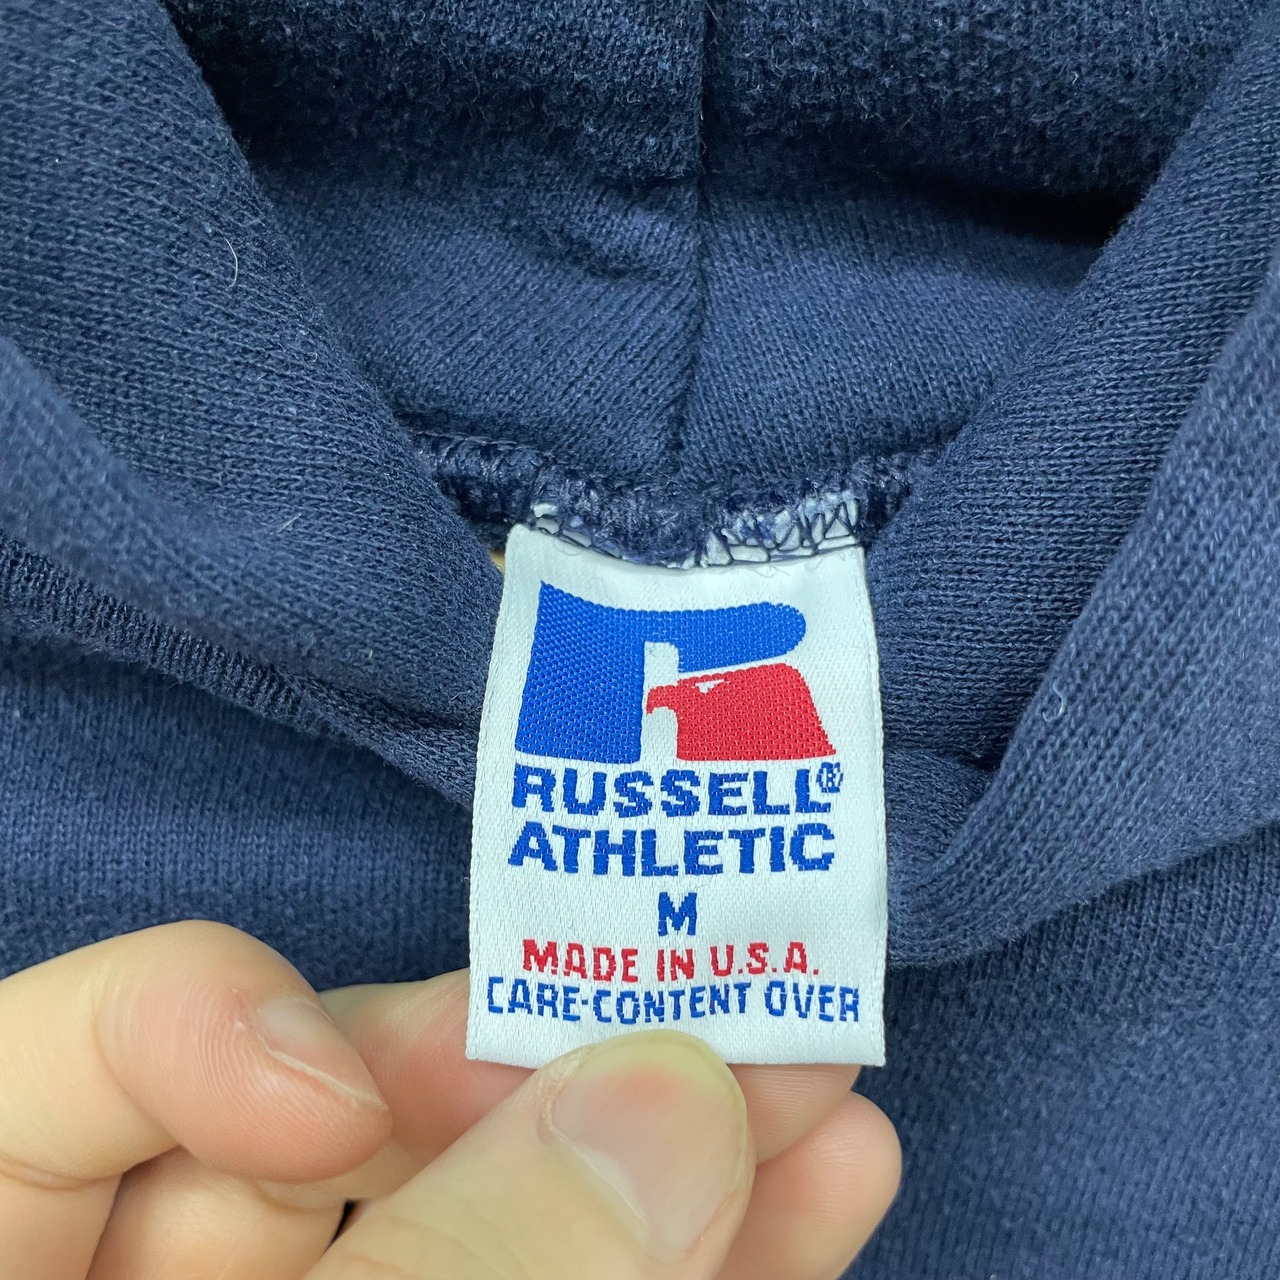 RUSSELL®
ATHLETIC
M
MADE IN U.S.A.
CARE-CONTENT OVER